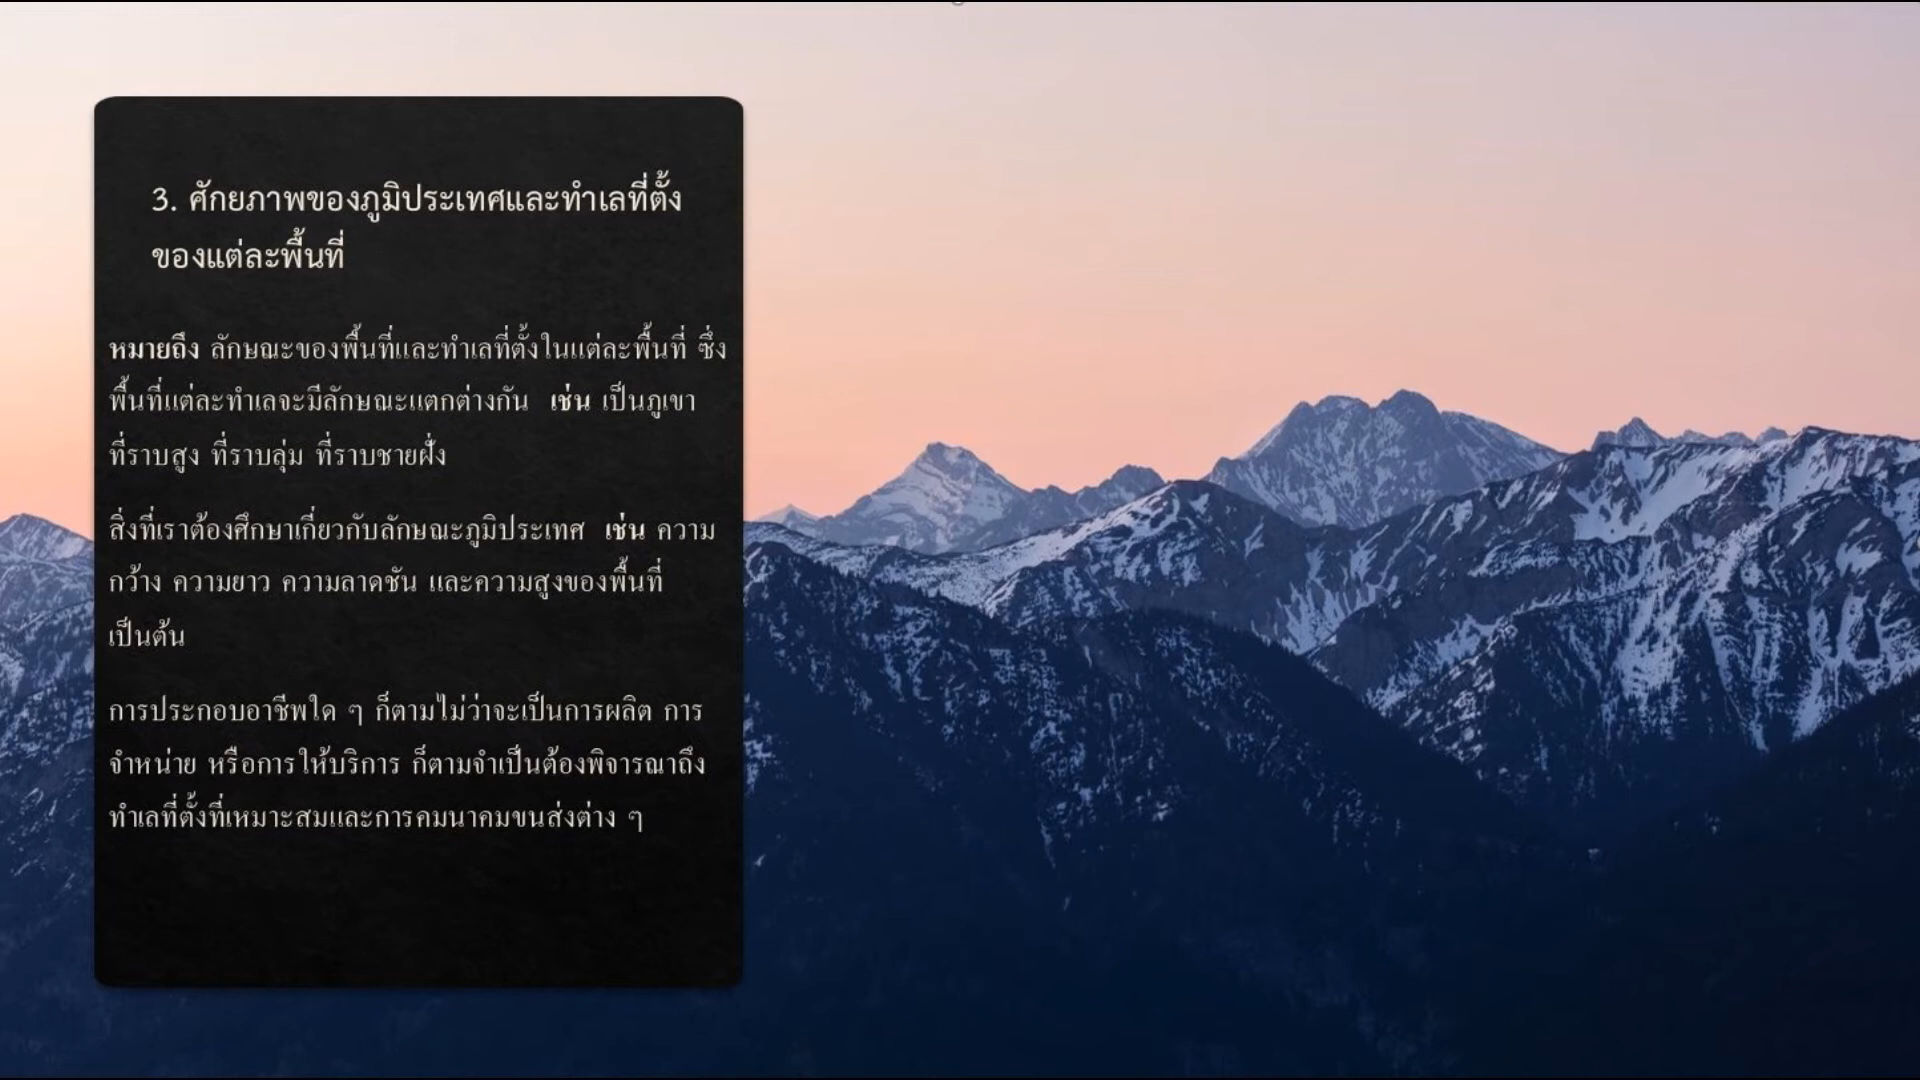 3. ศักยภาพของภูมิประเทศและทำเลที่ตั้ง
ของแต่ละพื้นที่
หมายถึง ลักษณะของพื้นที่และทำเลที่ตั้งในแต่ละพื้นที่ ซึ่ง
พื้นที่แต่ละทำเลจะมีลักษณะแตกต่างกัน เช่น เป็นภูเขา
ที่ราบสูง ที่ราบลุ่ม ที่ราบชายฝั่ง
สิ่งที่เราต้องศึกษาเกี่ยวกับลักษณะภูมิประเทศ เช่น ความ
กว้าง ความยาว ความลาดชัน และความสูงของพื้นที่
เป็นต้น
การประกอบอาชีพใด ๆ ก็ตามไม่ว่าจะเป็นการผลิต การ
จำหน่าย หรือการให้บริการ ก็ตามจำเป็นต้องพิจารณาถึง
ทำเลที่ตั้งที่เหมาะสมและการคมนาคมขนส่งต่าง ๆ